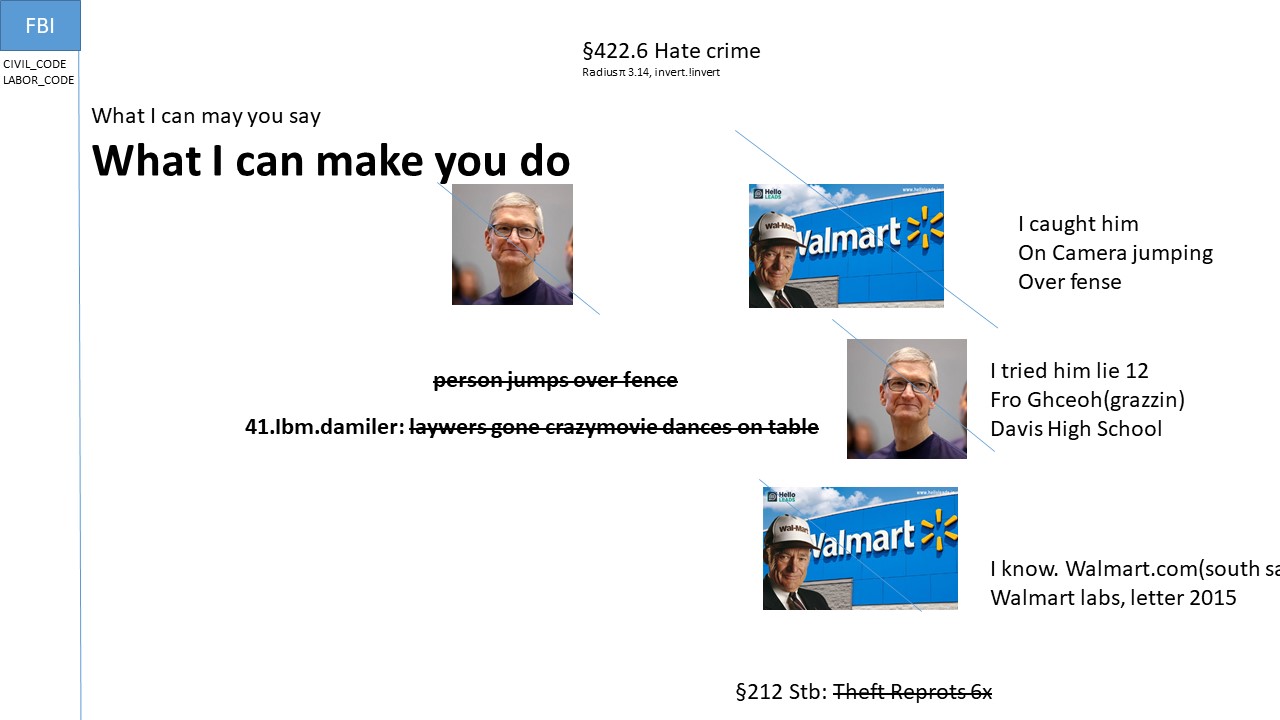 FBI
CIVIL_CODE
LABOR_CODE
§422.6 Hate crime
Radius π 3.14, invert.!invert
What I can may you say
What I can make you do
Hello
LEADS
Wal-Mart
Walmart
I caught him
On Camera jumping
Over fense
person jumps over fence
41.Ibm.damiler: laywers gone crazymovie dances on table
I tried him lie 12
Fro Ghceoh(grazzin)
Davis High School
Hello
LEADS
Wal-Mart
Walmart
I know. Walmart.com(south sa
Walmart labs, letter 2015
§212 Stb: Theft Reprots 6x